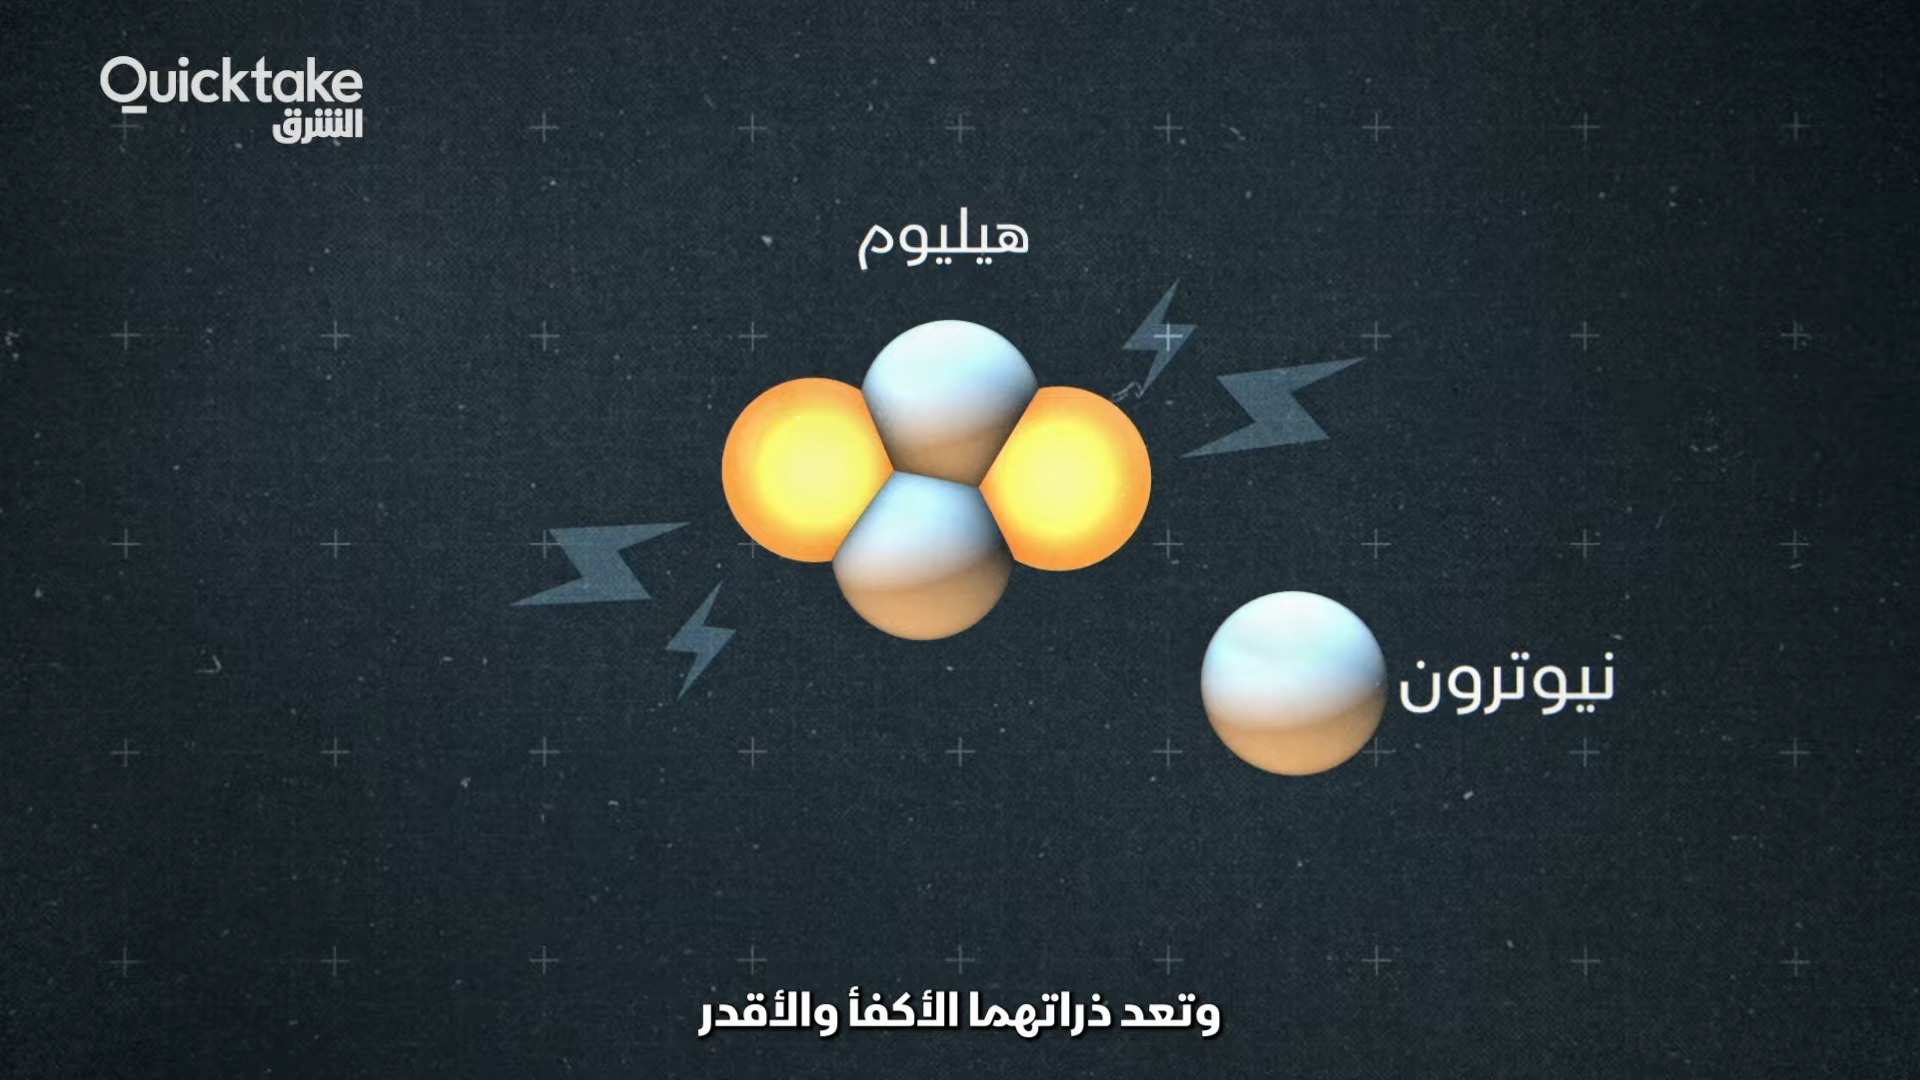 Quicktake
الشرق
هيليوم
نيوترون
وتعد ذراتهما الأكفأ والأقدر